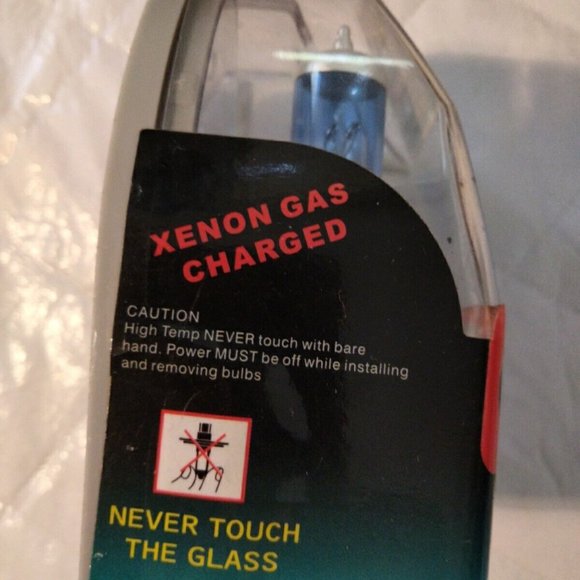 XENON GAS
CHARGED
CAUTION
High Temp NEVER touch with bare
hand. Power MUST be off while installing
and removing bulbs
NEVER TOUCH
THE GLASS